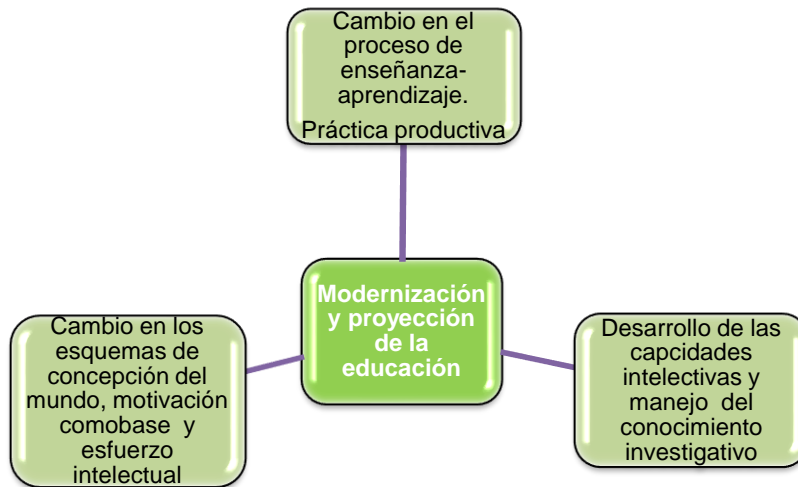 Cambio en el
proceso de
enseñanza-
aprendizaje.
Práctica productiva
Modernización
y proyección
de la
educación
Cambio en los
esquemas de
concepción del
mundo, motivación
comobase y
esfuerzo
intelectual
Desarrollo de las
capcidades
intelectivas y
manejo del
conocimiento
investigativo